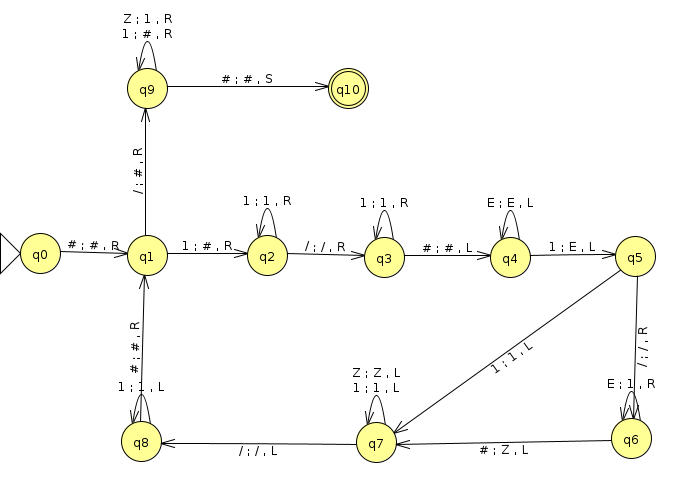 Z ; 1 , R
1 ; # , R
q9
# ; # , S
q10
/ ; # , R
1 ; 1 , R
1 ; 1 , R
E ; E , L
q0
# ; # , R
q1
1 ; # , R
q2
/ ; / , R
q3
# ; # , L
q4
1 ; E , L
q5
# ; # , R
1 ; 1 , L
/ ; / , R
1 ; 1 , L
Z ; Z , L
1 ; 1 , L
E ; 1 , R
q8
/ ; / , L
q7
# ; Z , L
q6